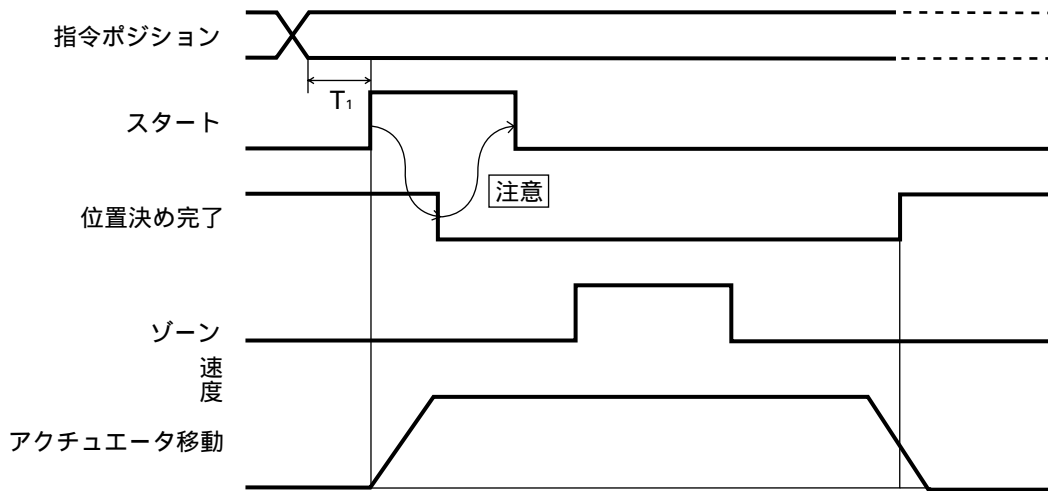 指令ポジション
T₁
スタート
注意
位置決め完了
ゾーン
速
度
アクチュエータ移動